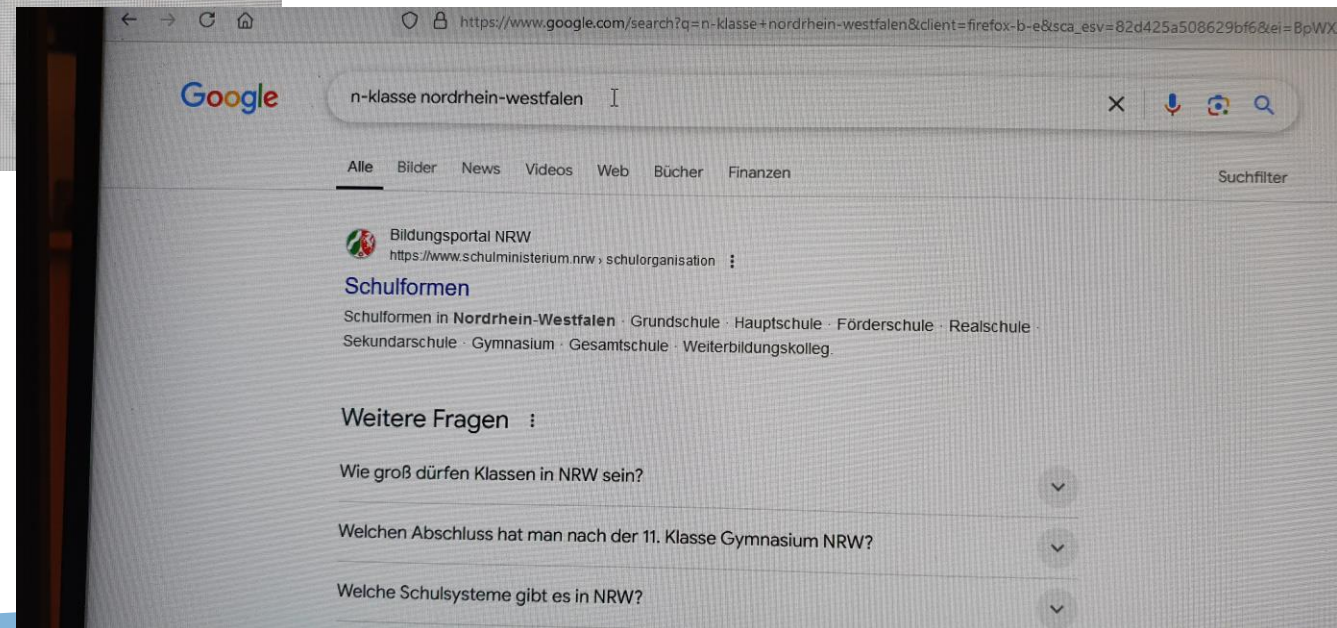 https://www.google.com/search?q=n-klasse+nordrhein-westfalen&client=firefox-b-e&sca_esv=82d425a508629bf6&ei=BpWX
Google
n-klasse nordrhein-westfalen
Alle Bilder News Videos Web Bücher Finanzen Suchfilter
Bildungsportal NRW
https://www.schulministerium.nrw › schulorganisation
Schulformen
Schulformen in Nordrhein-Westfalen · Grundschule · Hauptschule · Förderschule · Realschule ·
Sekundarschule · Gymnasium · Gesamtschule · Weiterbildungskolleg.
Weitere Fragen
Wie groß dürfen Klassen in NRW sein?
Welchen Abschluss hat man nach der 11. Klasse Gymnasium NRW?
Welche Schulsysteme gibt es in NRW?